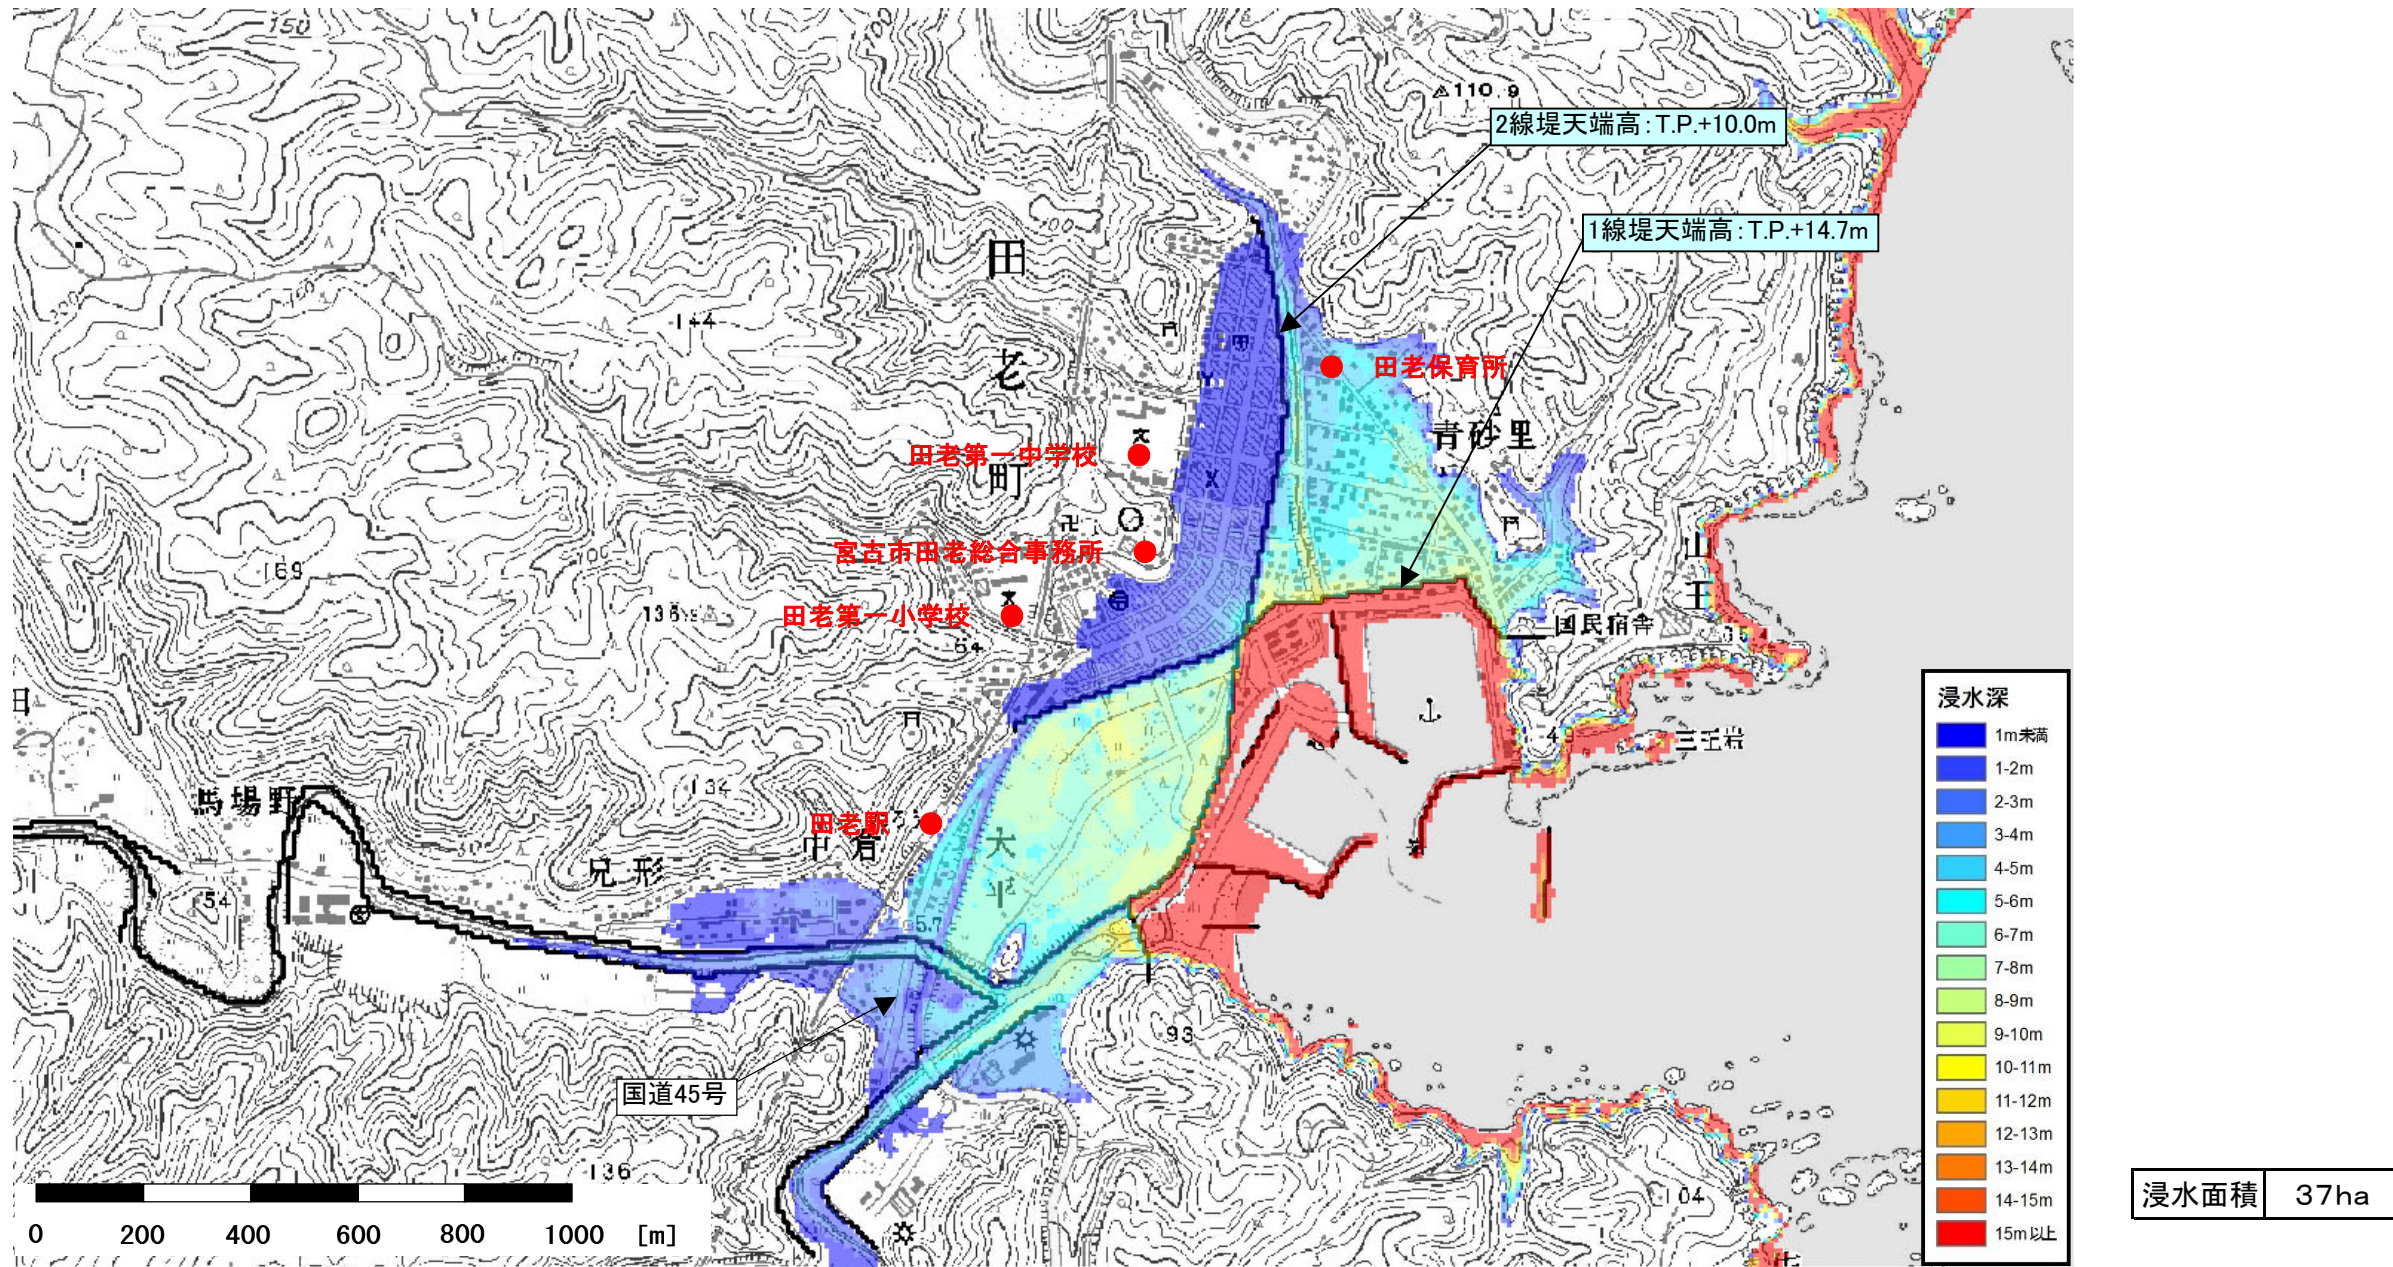 150
110.9
2線堤天端高：T.P.+10.0m
1線堤天端高：T.P.+14.7m
田
老
町
144
田老保育所
青砂里
田老第一中学校
宮古市田老総合事務所
169
山
王
田老第一小学校
国民宿舎
64
田
三王岩
134
馬場野
田老駅
中倉
大
平
兄形
54
5.7
93
国道45号
136
104
浸水深
1m未満
1-2m
2-3m
3-4m
4-5m
5-6m
6-7m
7-8m
8-9m
9-10m
10-11m
11-12m
12-13m
13-14m
14-15m
15m以上
浸水面積 37ha
0 200 400 600 800 1000 [m]